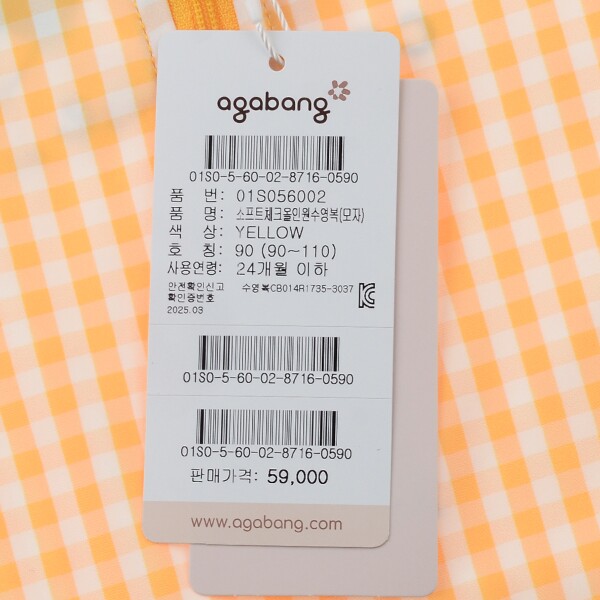 agabang
01S0-5-60-02-8716-0590
품 번: 01S056002
품 명: 소프트체크올인원수영복(모자)
색 상: YELLOW
호 칭: 90 (90~110)
사용연령: 24개월 이하
안전확인신고 수영복CB014R1735-3037
확인증번호
2025.03
01S0-5-60-02-8716-0590
01S0-5-60-02-8716-0590
판매가격: 59,000
www.agabang.com